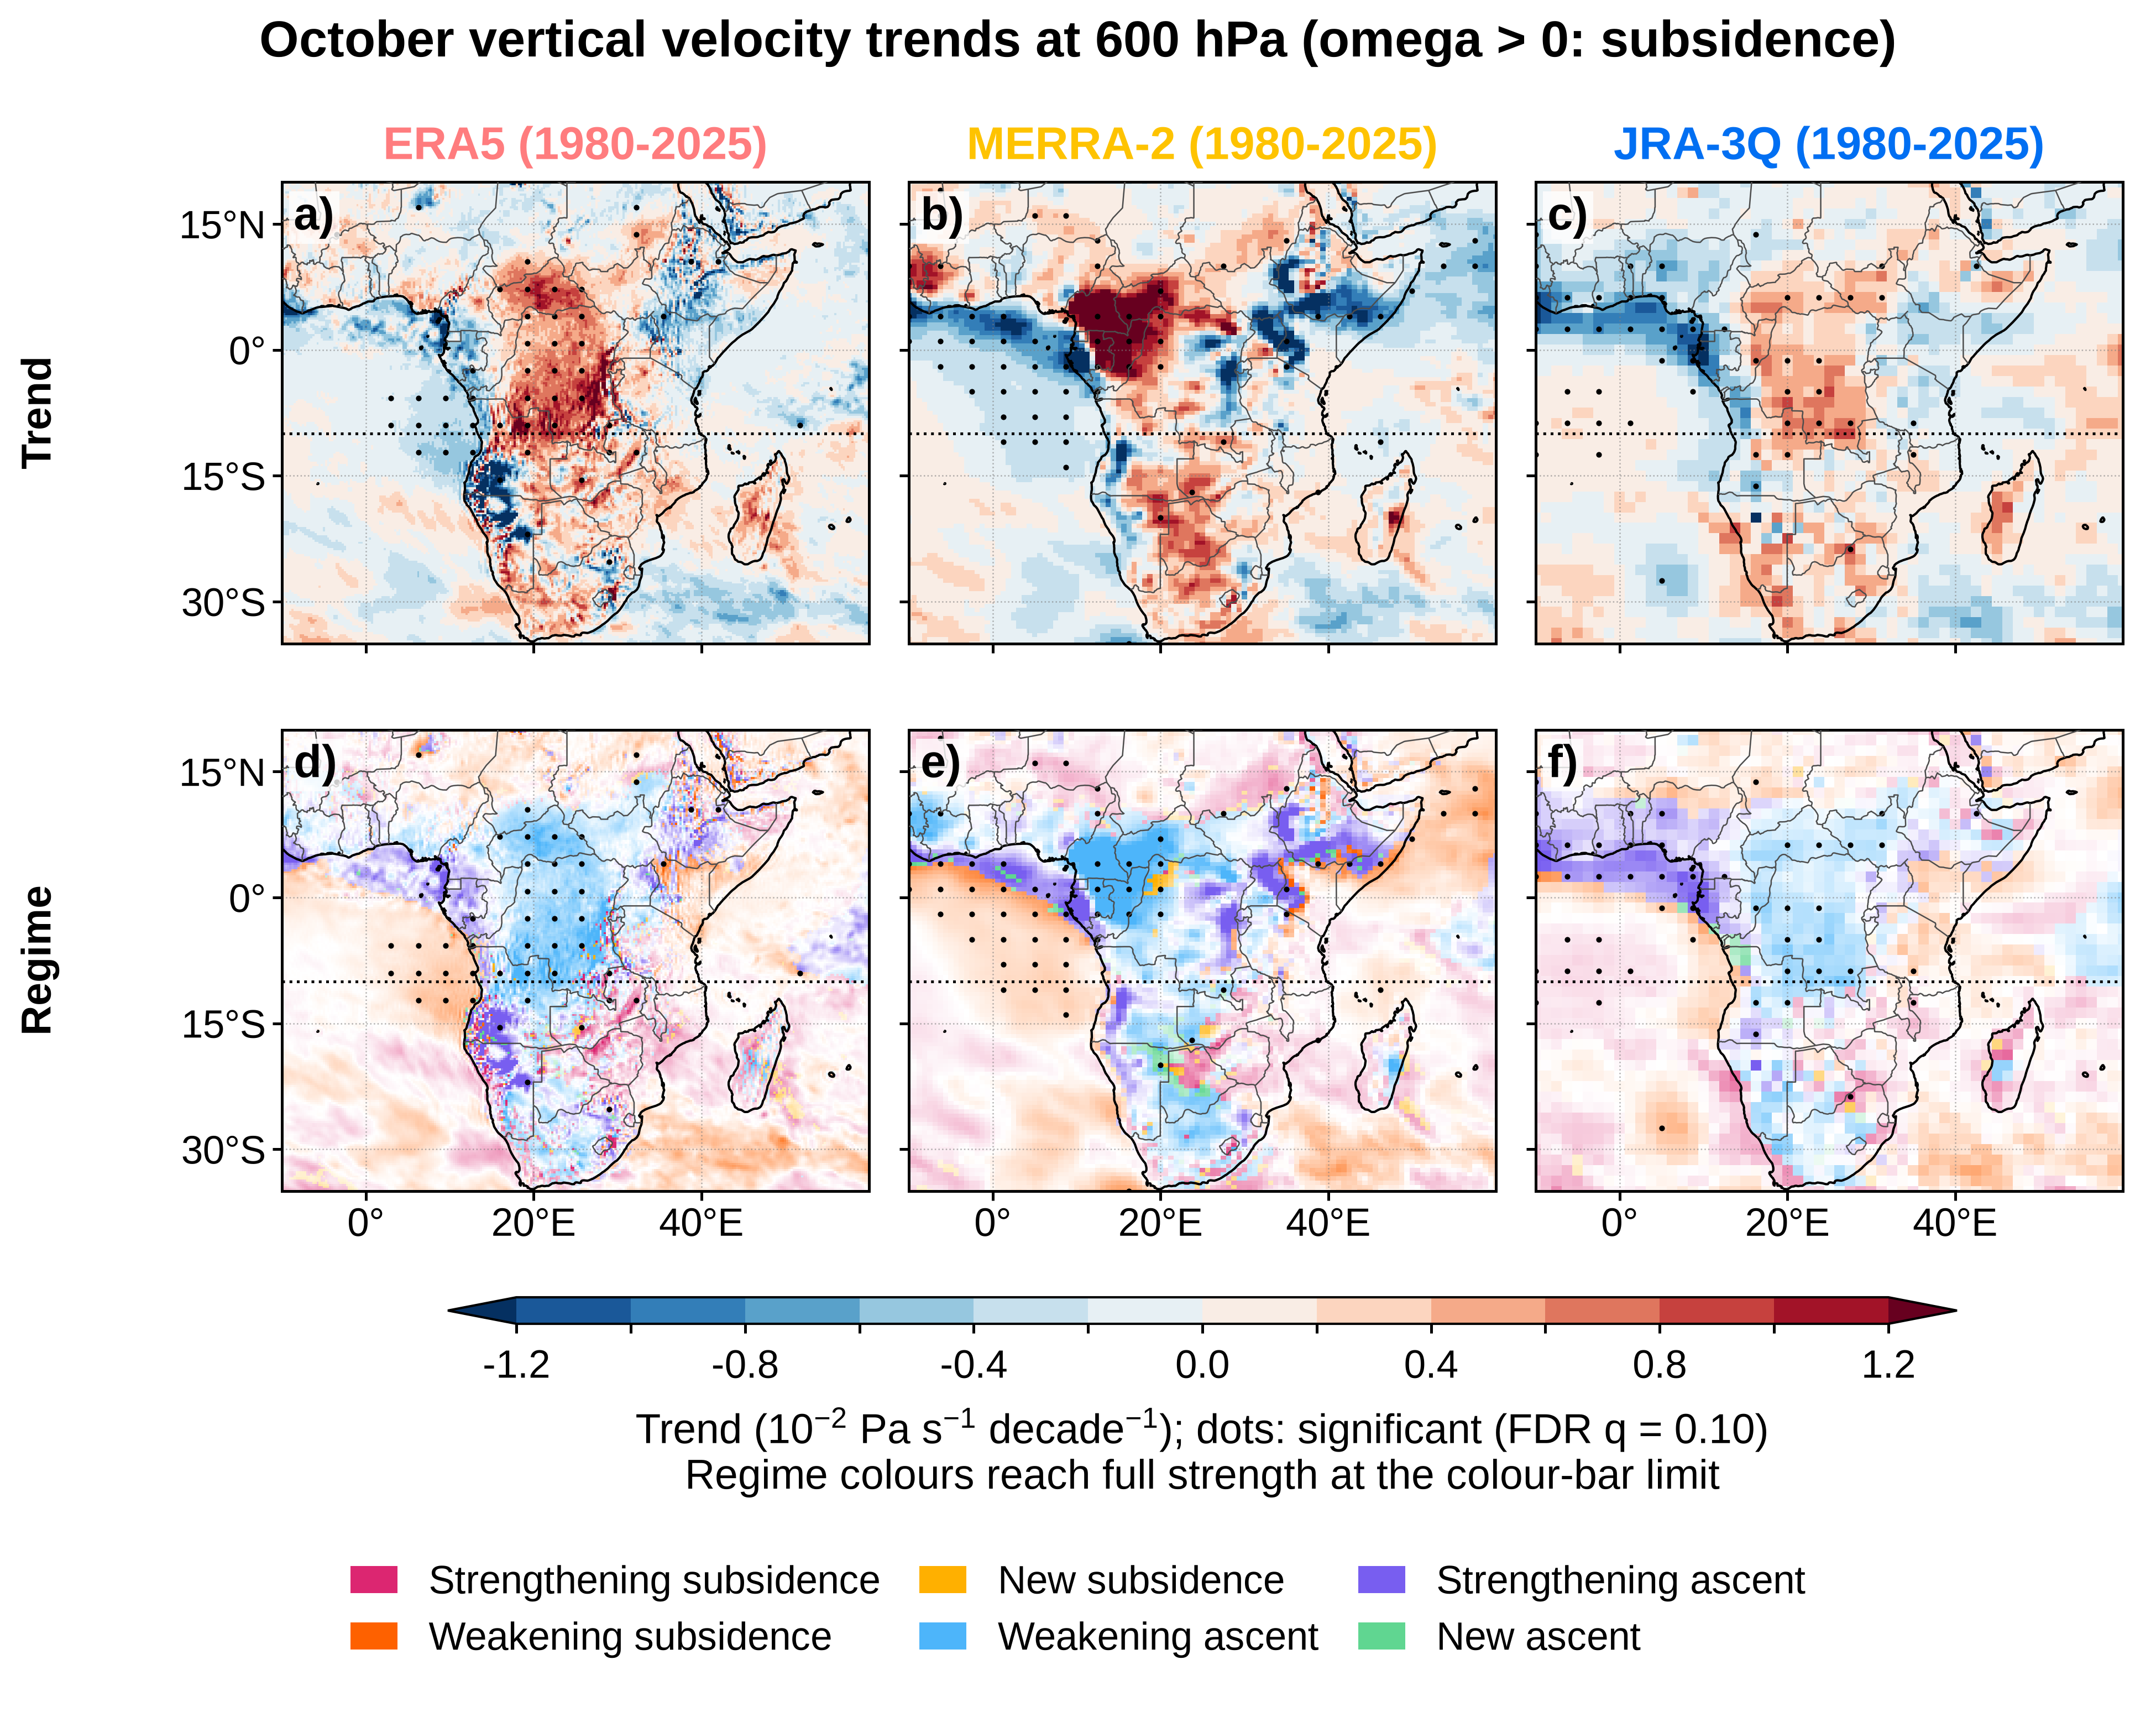 October vertical velocity trends at 600 hPa (omega > 0: subsidence)
ERA5 (1980-2025)
MERRA-2 (1980-2025)
JRA-3Q (1980-2025)
Trend
a)
b)
c)
15°N
0°
15°S
30°S
Regime
d)
e)
f)
15°N
0°
15°S
30°S
0° 20°E 40°E
0° 20°E 40°E
0° 20°E 40°E
-1.2 -0.8 -0.4 0.0 0.4 0.8 1.2
Trend (10⁻² Pa s⁻¹ decade⁻¹); dots: significant (FDR q = 0.10)
Regime colours reach full strength at the colour-bar limit
Strengthening subsidence
New subsidence
Strengthening ascent
Weakening subsidence
Weakening ascent
New ascent